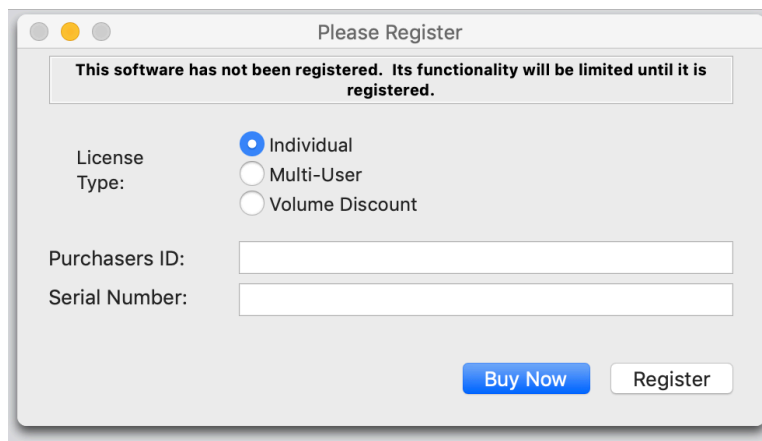 Please Register
This software has not been registered.  Its functionality will be limited until it is
registered.
License
Type:
Individual
Multi-User
Volume Discount
Purchasers ID:
Serial Number:
Buy Now
Register